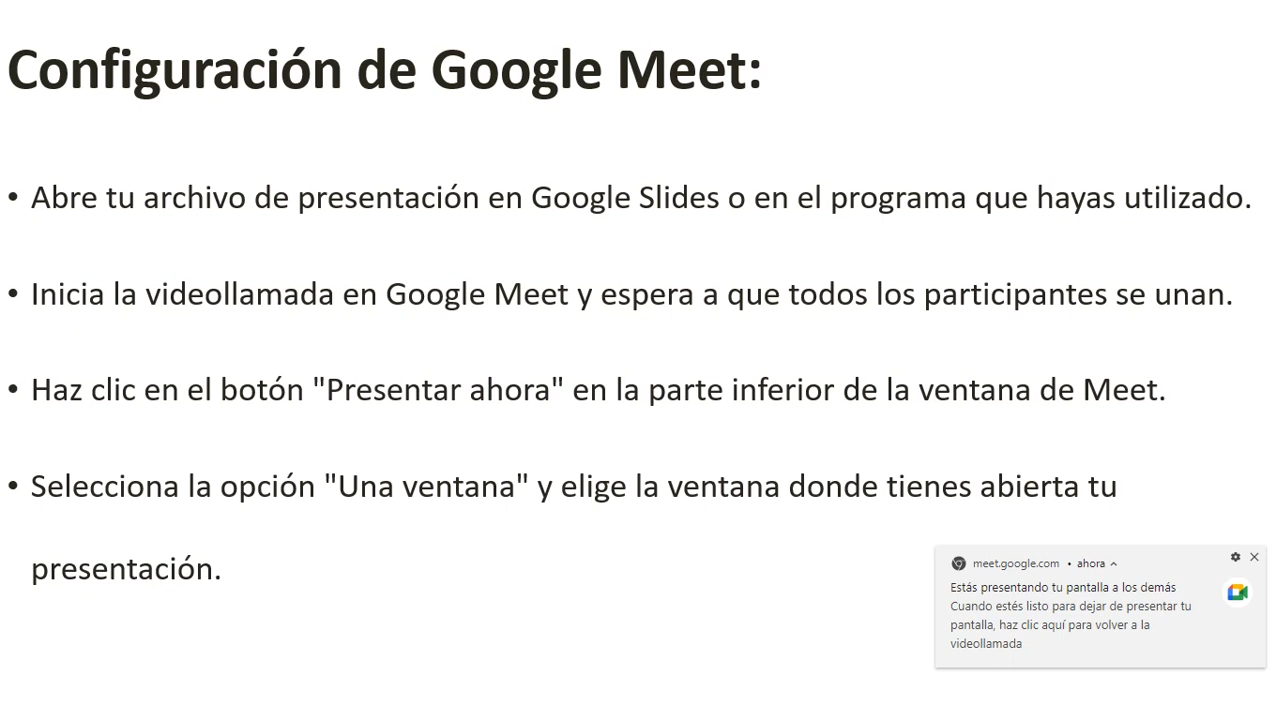 Configuración de Google Meet:
• Abre tu archivo de presentación en Google Slides o en el programa que hayas utilizado.
• Inicia la videollamada en Google Meet y espera a que todos los participantes se unan.
• Haz clic en el botón "Presentar ahora" en la parte inferior de la ventana de Meet.
• Selecciona la opción "Una ventana" y elige la ventana donde tienes abierta tu
presentación.
meet.google.com • ahora
Estás presentando tu pantalla a los demás
Cuando estés listo para dejar de presentar tu
pantalla, haz clic aquí para volver a la
videollamada